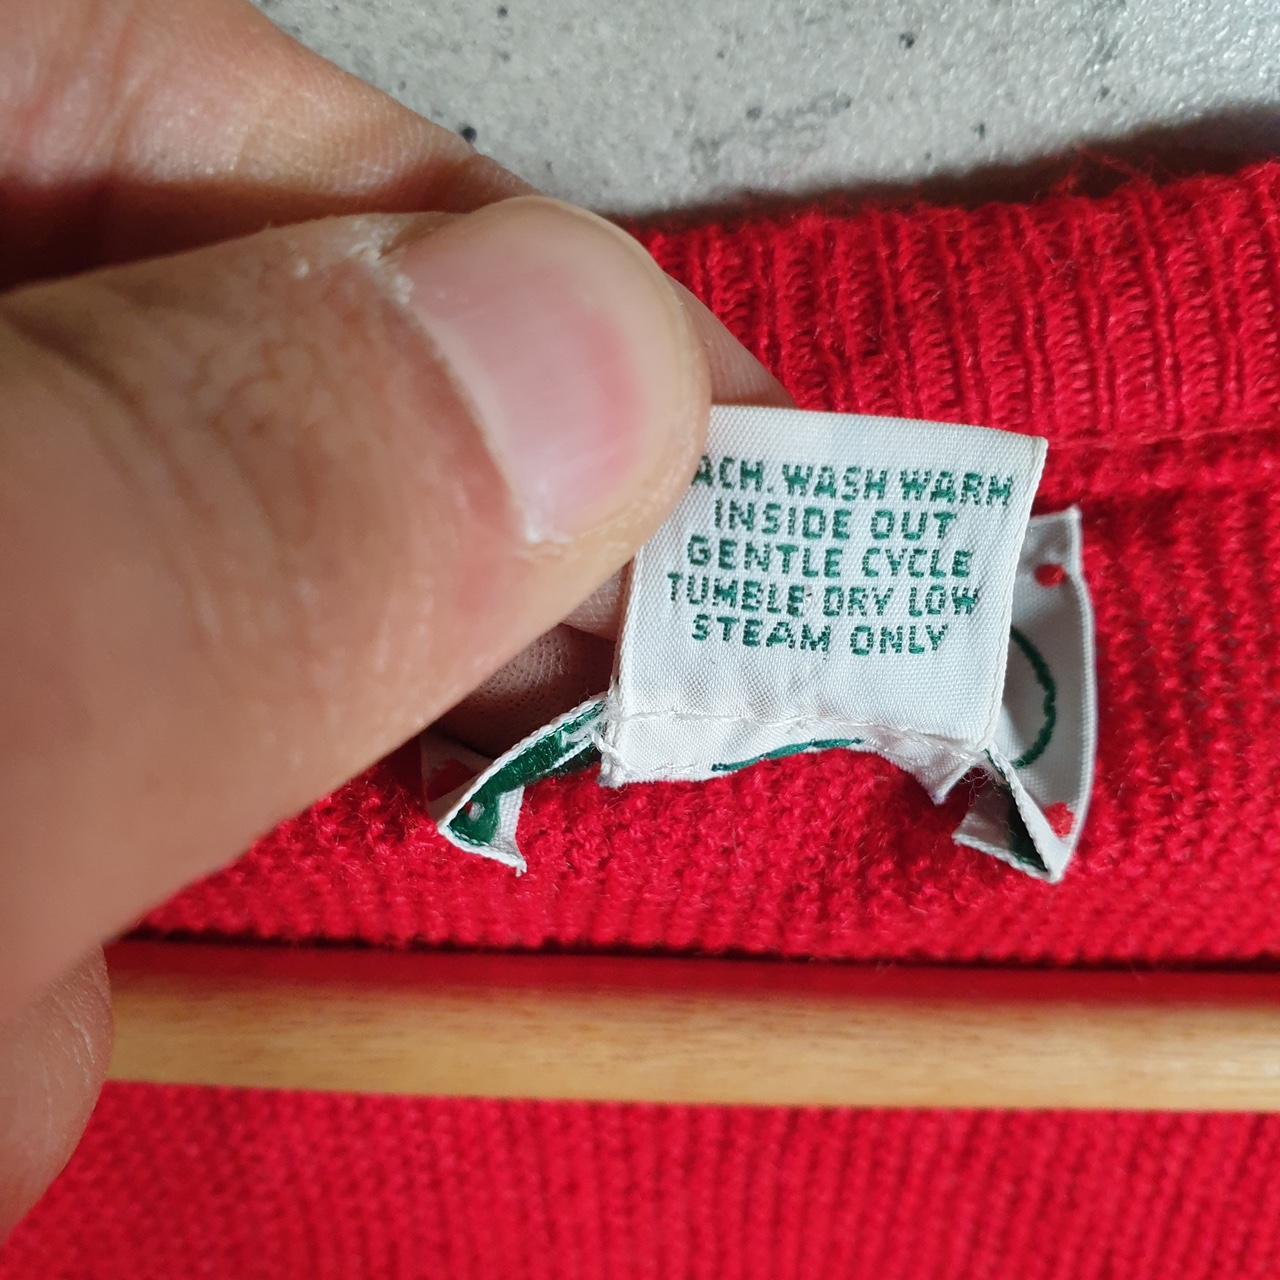 ACH. WASH WARM
INSIDE OUT
GENTLE CYCLE
TUMBLE DRY LOW
STEAM ONLY